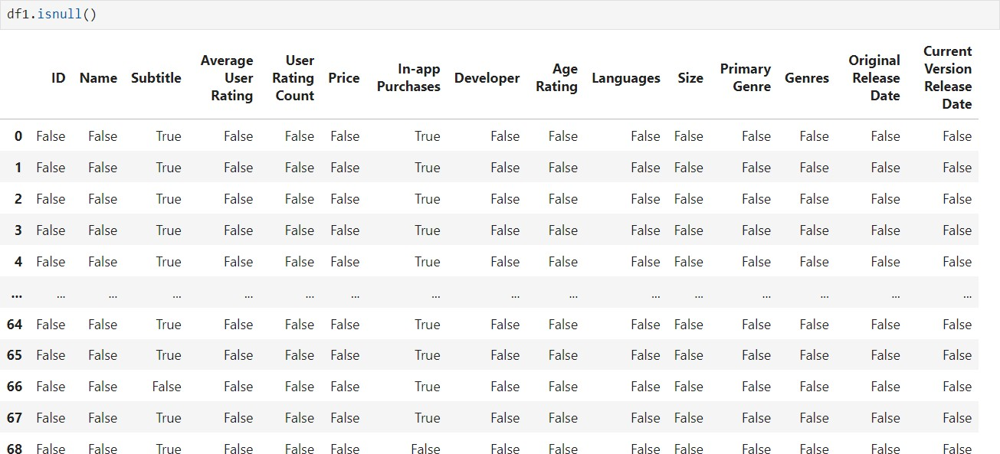 df1.isnull()
ID Name Subtitle Average User Rating User Rating Count Price In-app Purchases Developer Age Rating Languages Size Primary Genre Genres Original Release Date Current Version Release Date
0 False False True False False False True False False False False False False False False
1 False False True False False False True False False False False False False False False
2 False False True False False False True False False False False False False False False
3 False False True False False False True False False False False False False False False
4 False False True False False False True False False False False False False False False
... ... ... ... ... ... ... ... ... ... ... ... ... ... ... ...
64 False False True False False False True False False False False False False False False
65 False False True False False False True False False False False False False False False
66 False False False False False False True False False False False False False False False
67 False False True False False False True False False False False False False False False
68 False False True False False False False False False False False False False False False